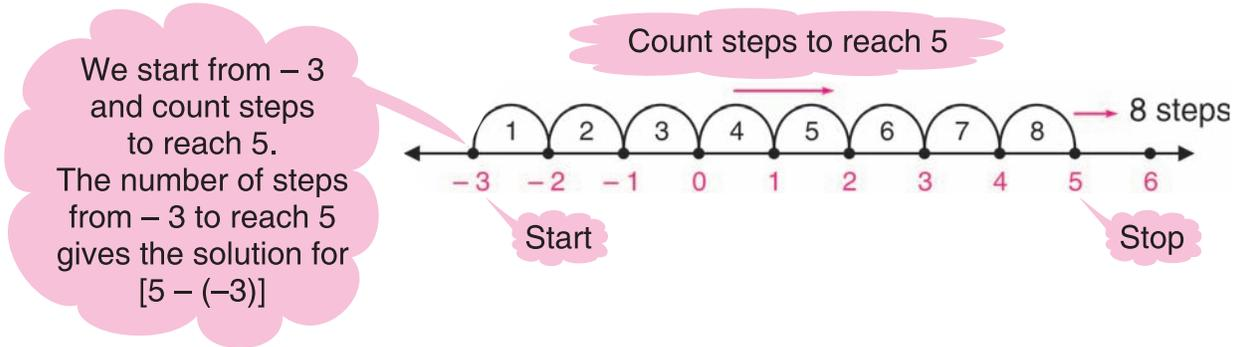 We start from – 3
and count steps
to reach 5.
The number of steps
from – 3 to reach 5
gives the solution for
[5 – (–3)]
Count steps to reach 5
1 2 3 4 5 6 7 8 8 steps
– 3 – 2 – 1 0 1 2 3 4 5 6
Start
Stop